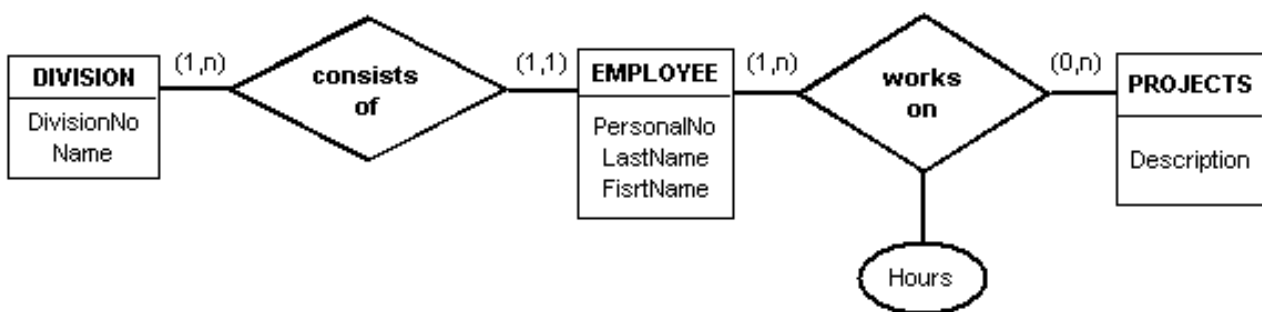 DIVISION
DivisionNo
Name
(1,n)
consists
of
(1,1)
EMPLOYEE
PersonalNo
LastName
FisrtName
(1,n)
works
on
Hours
(0,n)
PROJECTS
Description